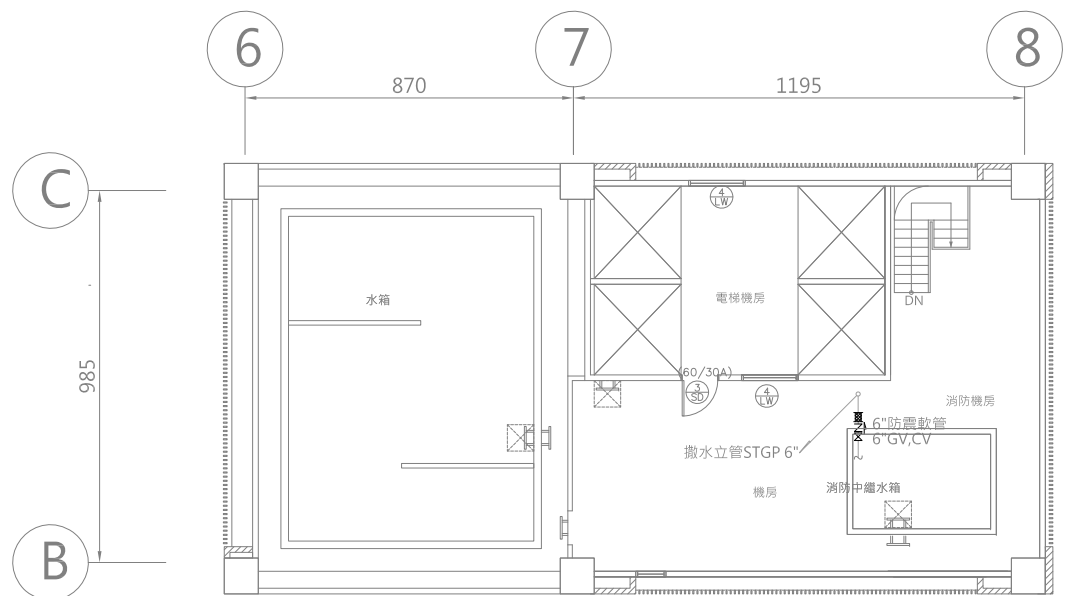 6
7
8
870
1195
C
4
LW
水箱
電梯機房
DN
985
(60/30A)
3
SD
4
LW
消防機房
6"防震軟管
6"GV,CV
撒水立管STGP 6"
消防中繼水箱
機房
B